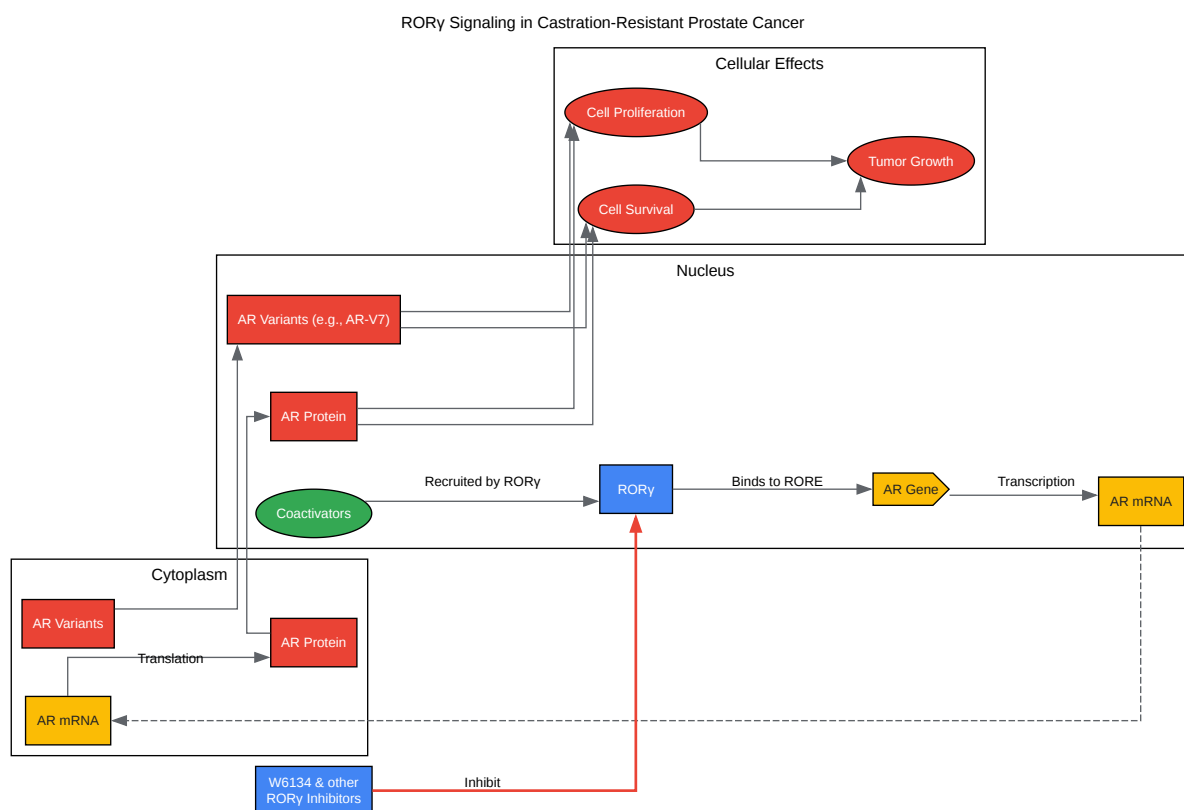 RORγ Signaling in Castration-Resistant Prostate Cancer
Cellular Effects
Cell Proliferation
Tumor Growth
Cell Survival
Nucleus
AR Variants (e.g., AR-V7)
AR Protein
Recruited by RORγ
Coactivators
RORγ
Binds to RORE
AR Gene
Transcription
AR mRNA
Cytoplasm
AR Variants
AR Protein
Translation
AR mRNA
W6134 & other
RORγ Inhibitors
Inhibit